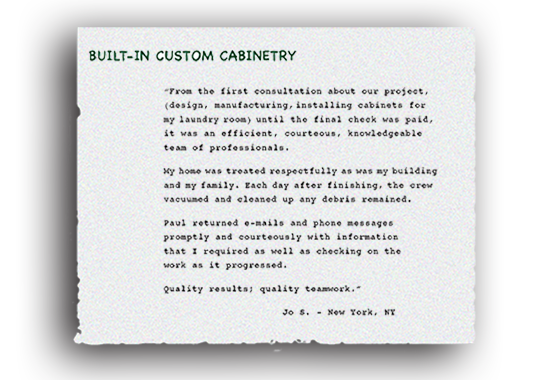 BUILT-IN CUSTOM CABINETRY
"From the first consultation about our project,
(design, manufacturing, installing cabinets for
my laundry room) until the final check was paid,
it was an efficient, courteous, knowledgeable
team of professionals.
My home was treated respectfully as was my building
and my family. Each day after finishing, the crew
vacuumed and cleaned up any debris remained.
Paul returned e-mails and phone messages
promptly and courteously with information
that I required as well as checking on the
work as it progressed.
Quality results; quality teamwork."
Jo S. - New York, NY